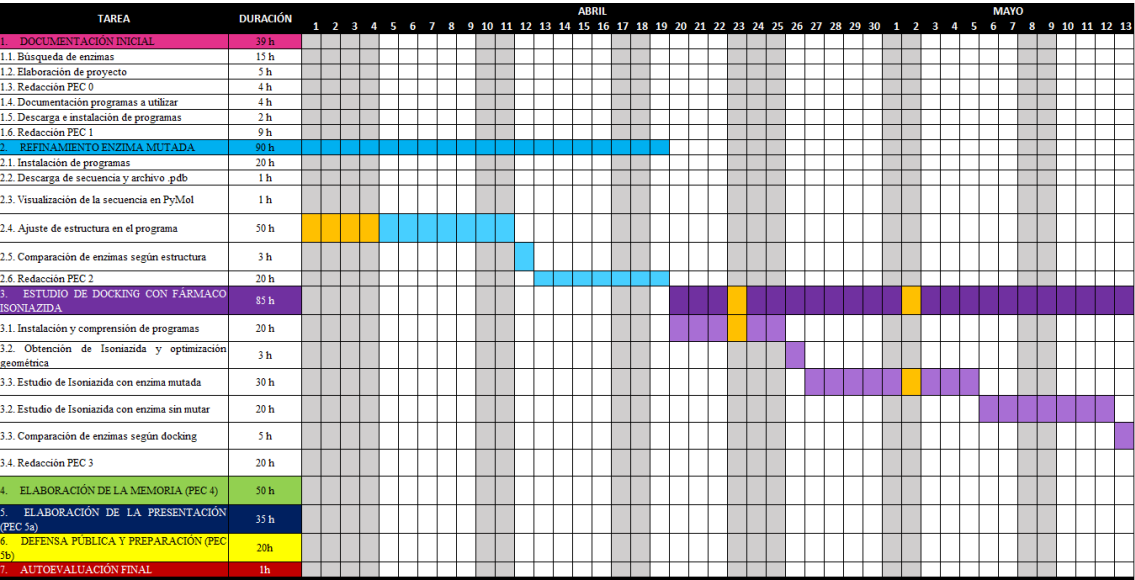 TAREA DURACIÓN ABRIL MAYO
1 2 3 4 5 6 7 8 9 10 11 12 13 14 15 16 17 18 19 20 21 22 23 24 25 26 27 28 29 30 1 2 3 4 5 6 7 8 9 10 11 12 13
1. DOCUMENTACIÓN INICIAL 39 h
1.1. Búsqueda de enzimas 15 h
1.2. Elaboración de proyecto 5 h
1.3. Redacción PEC 0 4 h
1.4. Documentación programas a utilizar 4 h
1.5. Descarga e instalación de programas 2 h
1.6. Redacción PEC 1 9 h
2. REFINAMIENTO ENZIMA MUTADA 90 h
2.1. Instalación de programas 20 h
2.2. Descarga de secuencia y archivo .pdb 1 h
2.3. Visualización de la secuencia en PyMol 1 h
2.4. Ajuste de estructura en el programa 50 h
2.5. Comparación de enzimas según estructura 3 h
2.6. Redacción PEC 2 20 h
3. ESTUDIO DE DOCKING CON FÁRMACO
ISONIAZIDA 85 h
3.1. Instalación y comprensión de programas 20 h
3.2. Obtención de Isoniazida y optimización
geométrica 3 h
3.3. Estudio de Isoniazida con enzima mutada 30 h
3.2. Estudio de Isoniazida con enzima sin mutar 20 h
3.3. Comparación de enzimas según docking 5 h
3.4. Redacción PEC 3 20 h
4. ELABORACIÓN DE LA MEMORIA (PEC 4) 50 h
5. ELABORACIÓN DE LA PRESENTACIÓN
(PEC 5a) 35 h
6. DEFENSA PÚBLICA Y PREPARACIÓN (PEC
5b) 20h
7. AUTOEVALUACIÓN FINAL 1h